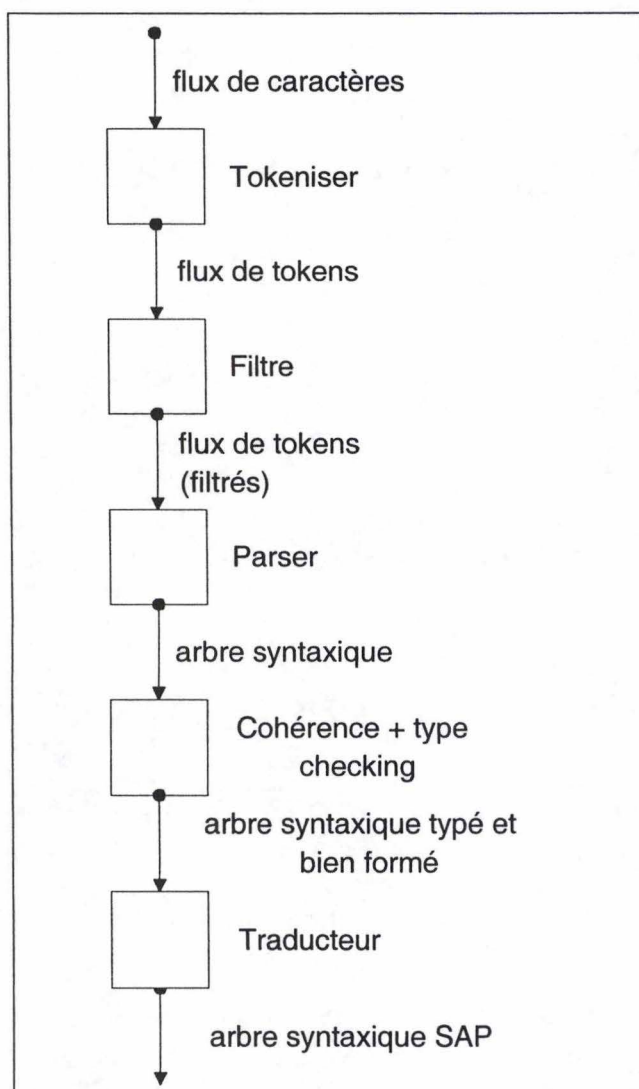 flux de caractères
Tokeniser
flux de tokens
Filtre
flux de tokens
(filtrés)
Parser
arbre syntaxique
Cohérence + type
checking
arbre syntaxique typé et
bien formé
Traducteur
arbre syntaxique SAP